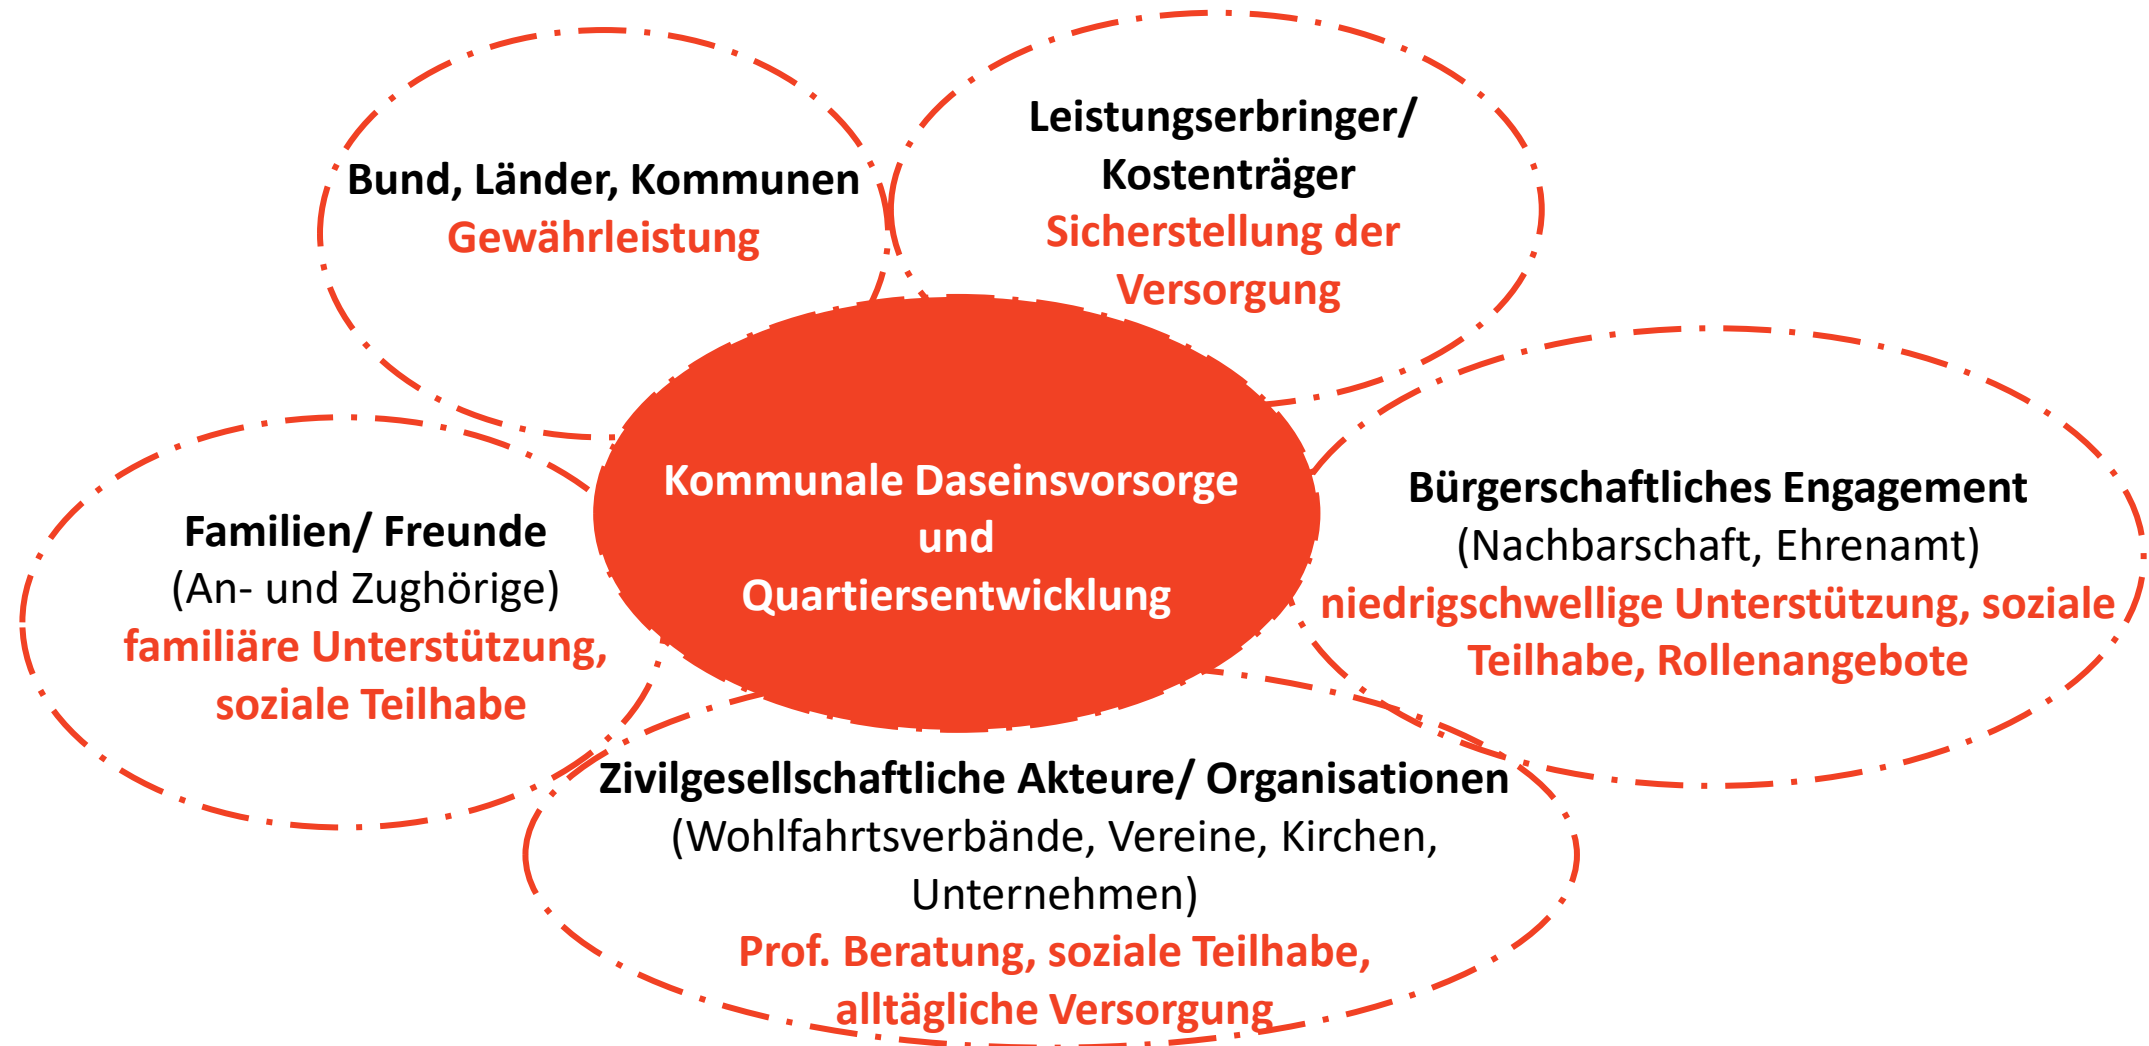 Bund, Länder, Kommunen
Gewährleistung
Leistungserbringer/
Kostenträger
Sicherstellung der
Versorgung
Kommunale Daseinsvorsorge
und
Quartiersentwicklung
Familien/ Freunde
(An- und Zughörige)
familiäre Unterstützung,
soziale Teilhabe
Bürgerschaftliches Engagement
(Nachbarschaft, Ehrenamt)
niedrigschwellige Unterstützung, soziale
Teilhabe, Rollenangebote
Zivilgesellschaftliche Akteure/ Organisationen
(Wohlfahrtsverbände, Vereine, Kirchen,
Unternehmen)
Prof. Beratung, soziale Teilhabe,
alltägliche Versorgung